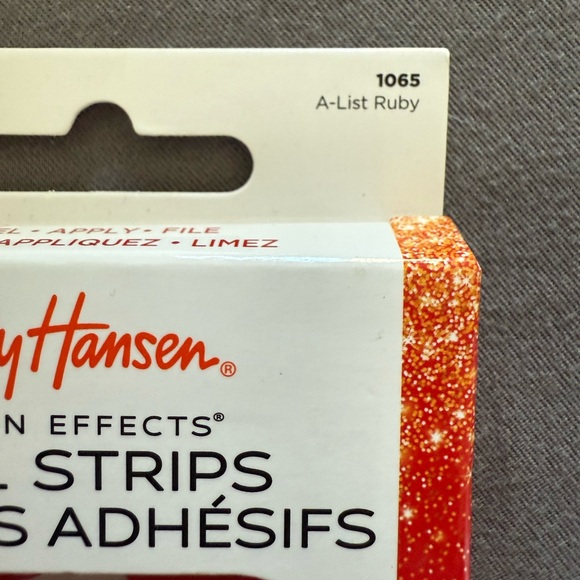 1065
A-List Ruby
EL • APPLY • FILE
APPLIQUEZ • LIMEZ
y Hansen®
N EFFECTS®
L STRIPS
S ADHÉSIFS